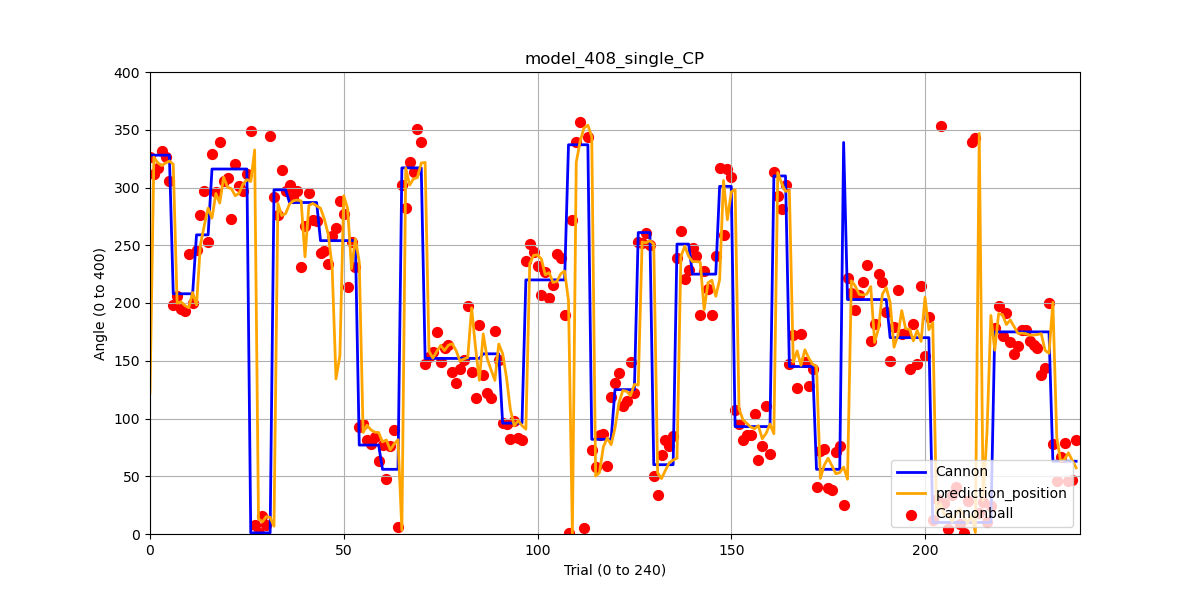 model_408_single_CP
400
350
300
250
200
150
100
50
0
Angle (0 to 400)
0 50 100 150 200
Trial (0 to 240)
Cannon
prediction_position
Cannonball